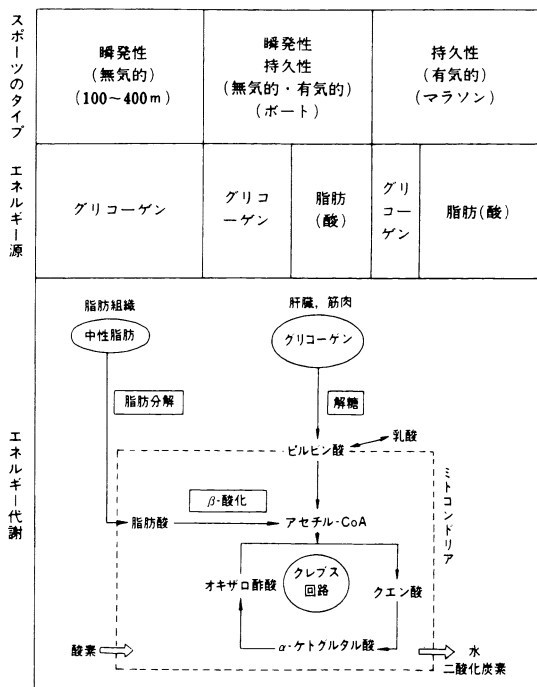 スポーツのタイプ
瞬発性
(無気的)
(100〜400m)
瞬発性
持久性
(無気的・有気的)
(ボート)
持久性
(有気的)
(マラソン)
エネルギー源
グリコーゲン
グリコ
ーゲン
脂肪
(酸)
グリ
コー
ゲン
脂肪(酸)
エネルギー代謝
脂肪組織
中性脂肪
肝臓，筋肉
グリコーゲン
脂肪分解
解糖
ピルビン酸
乳酸
ミトコンドリア
β-酸化
脂肪酸
アセチル-CoA
オキザロ酢酸
クレブス
回路
クエン酸
α-ケトグルタル酸
酸素
水
二酸化炭素